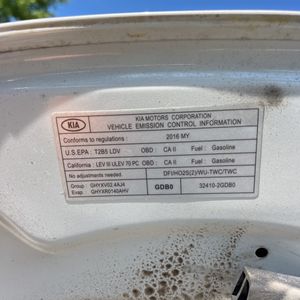 KIA
KIA MOTORS CORPORATION
VEHICLE EMISSION CONTROL INFORMATION
Conforms to regulations : 2016 MY
U.S.EPA : T2B5 LDV OBD : CA II Fuel : Gasoline
California : LEV III ULEV 70 PC OBD : CA II Fuel : Gasoline
No adjustments needed. DFI/HO2S(2)/WU-TWC/TWC
Group : GHYXV02.4AJ4
Evap. : GHYXR0140AHV
GDB0
32410-2GDB0